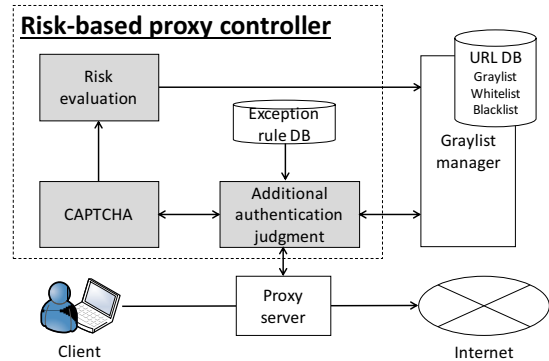 Risk-based proxy controller
Risk
evaluation
URL DB
Graylist
Whitelist
Blacklist
Exception
rule DB
Graylist
manager
CAPTCHA
Additional
authentication
judgment
Proxy
server
Client
Internet